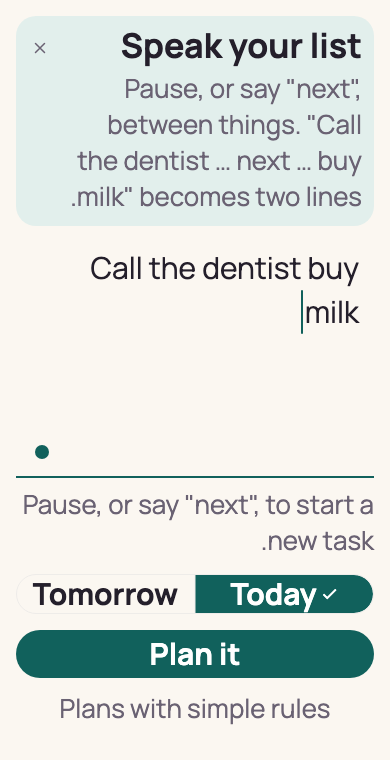 Speak your list
Pause, or say "next",
between things. "Call
the dentist … next … buy
.milk" becomes two lines
Call the dentist buy
milk
Pause, or say "next", to start a
.new task
Tomorrow
Today
Plan it
Plans with simple rules